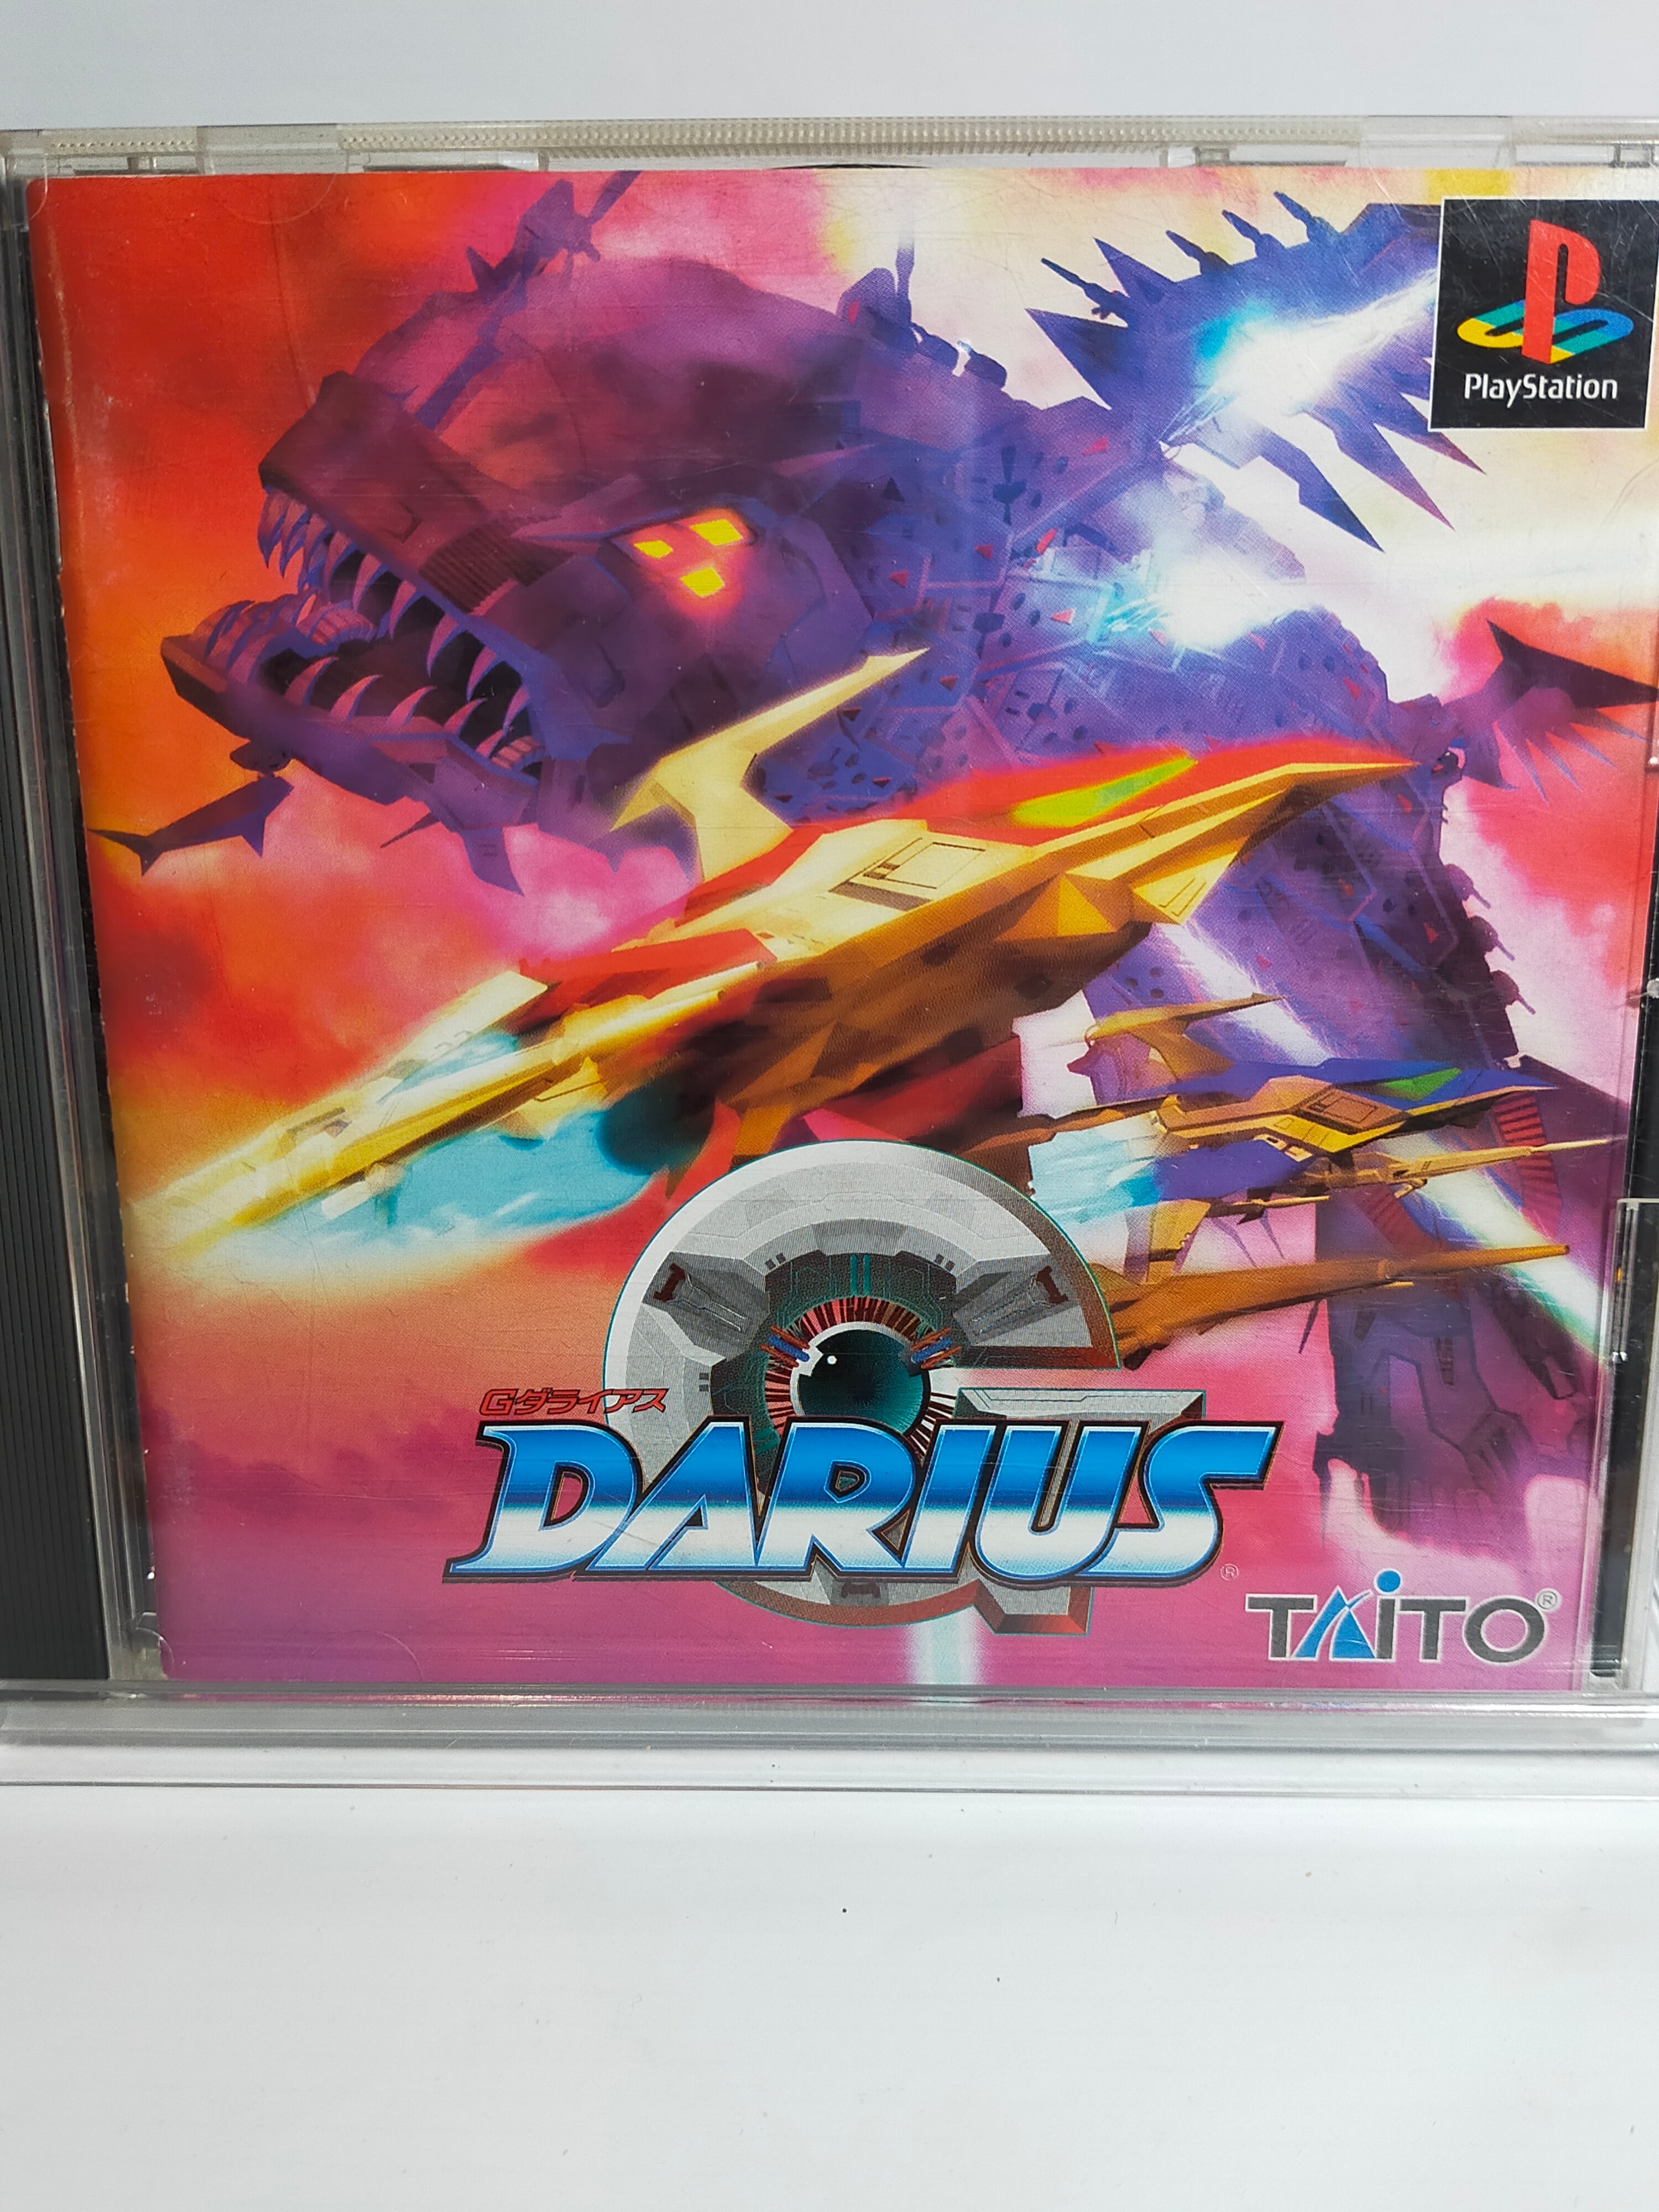 PlayStation
Gダライアス
DARIUS®
TAITO®